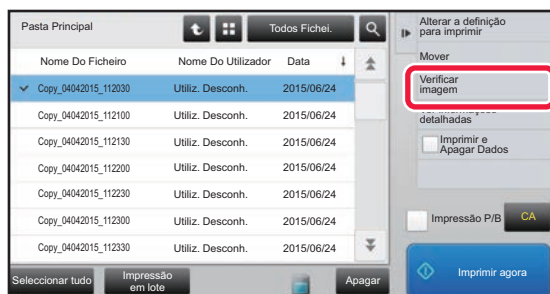 Pasta Principal
Todos Fichei.
Nome Do Ficheiro Nome Do Utilizador Data
Copy_04042015_112030 Utiliz. Desconh. 2015/06/24
Copy_04042015_112100 Utiliz. Desconh. 2015/06/24
Copy_04042015_112130 Utiliz. Desconh. 2015/06/24
Copy_04042015_112200 Utiliz. Desconh. 2015/06/24
Copy_04042015_112230 Utiliz. Desconh. 2015/06/24
Copy_04042015_112300 Utiliz. Desconh. 2015/06/24
Copy_04042015_112330 Utiliz. Desconh. 2015/06/24
Seleccionar tudo
Impressão
em lote
Apagar
Alterar a definição
para imprimir
Mover
Verificar
imagem
detalhadas
Imprimir e
Apagar Dados
Impressão P/B
CA
Imprimir agora